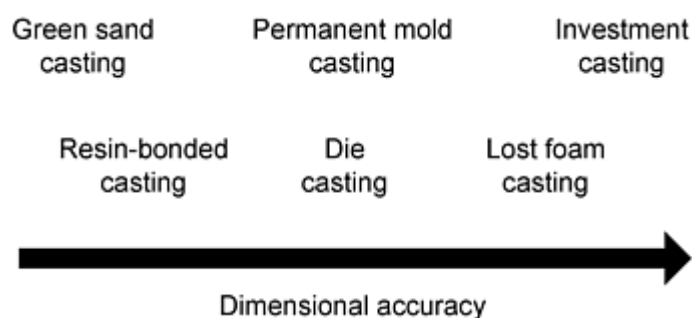 Green sand
casting
Permanent mold
casting
Investment
casting
Resin-bonded
casting
Die
casting
Lost foam
casting
Dimensional accuracy